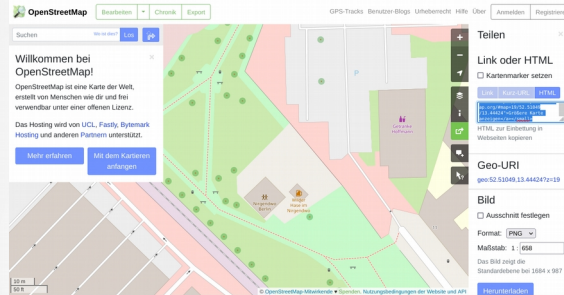 OpenStreetMap
Bearbeiten
Chronik
Export
GPS-Tracks Benutzer-Blogs Urheberrecht Hilfe Über
Anmelden
Registrieren
Suchen
Wo ist dies?
Los
Willkommen bei
OpenStreetMap!
OpenStreetMap ist eine Karte der Welt,
erstellt von Menschen wie dir und frei
verwendbar unter einer offenen Lizenz.
Das Hosting wird von UCL, Fastly, Bytemark
Hosting und anderen Partnern unterstützt.
Mehr erfahren
Mit dem Kartieren
anfangen
10 m
50 ft
© OpenStreetMap-Mitwirkende ♥ Spenden, Nutzungsbedingungen der Website und API
Teilen
Link oder HTML
Kartenmarker setzen
Link
Kurz-URL
HTML
HTML zur Einbettung in
Webseiten kopieren
Geo-URI
geo:52.51049,13.44424?z=19
Bild
Ausschnitt festlegen
Format: PNG
Maßstab: 1 : 658
Das Bild zeigt die
Standardebene bei 1684 x 987
Herunterladen